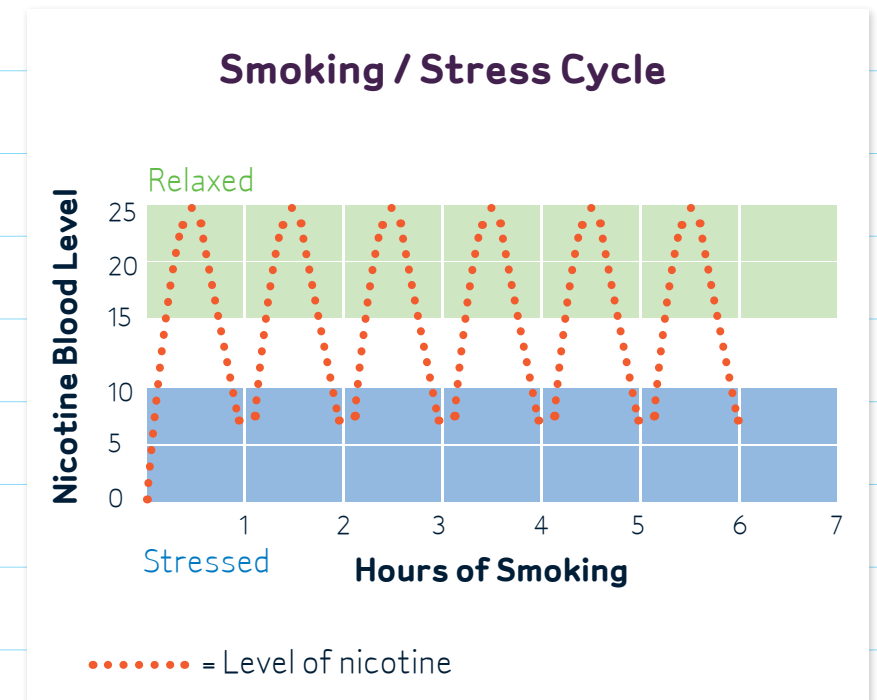 Smoking / Stress Cycle
Relaxed
Nicotine Blood Level
25
20
15
10
5
0
1 2 3 4 5 6 7
Stressed
Hours of Smoking
= Level of nicotine